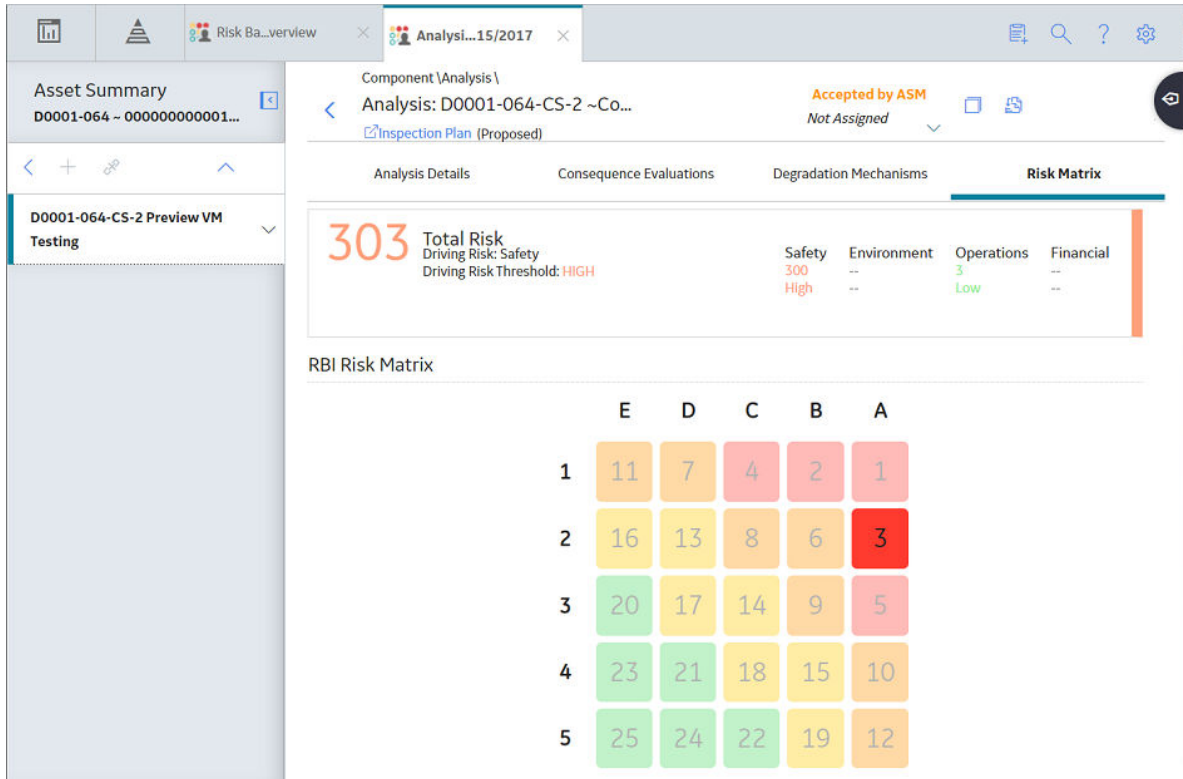 Risk Ba...verview
Analysi...15/2017
Asset Summary
D0001-064 ~ 000000000001...
D0001-064-CS-2 Preview VM
Testing
Component \Analysis \
Analysis: D0001-064-CS-2 ~Co...
Inspection Plan (Proposed)
Accepted by ASM
Not Assigned
Analysis Details Consequence Evaluations Degradation Mechanisms Risk Matrix
303 Total Risk
Driving Risk: Safety
Driving Risk Threshold: HIGH
Safety Environment Operations Financial
300 -- 3 --
High -- Low --
RBI Risk Matrix
E D C B A
1 11 7 4 2 1
2 16 13 8 6 3
3 20 17 14 9 5
4 23 21 18 15 10
5 25 24 22 19 12